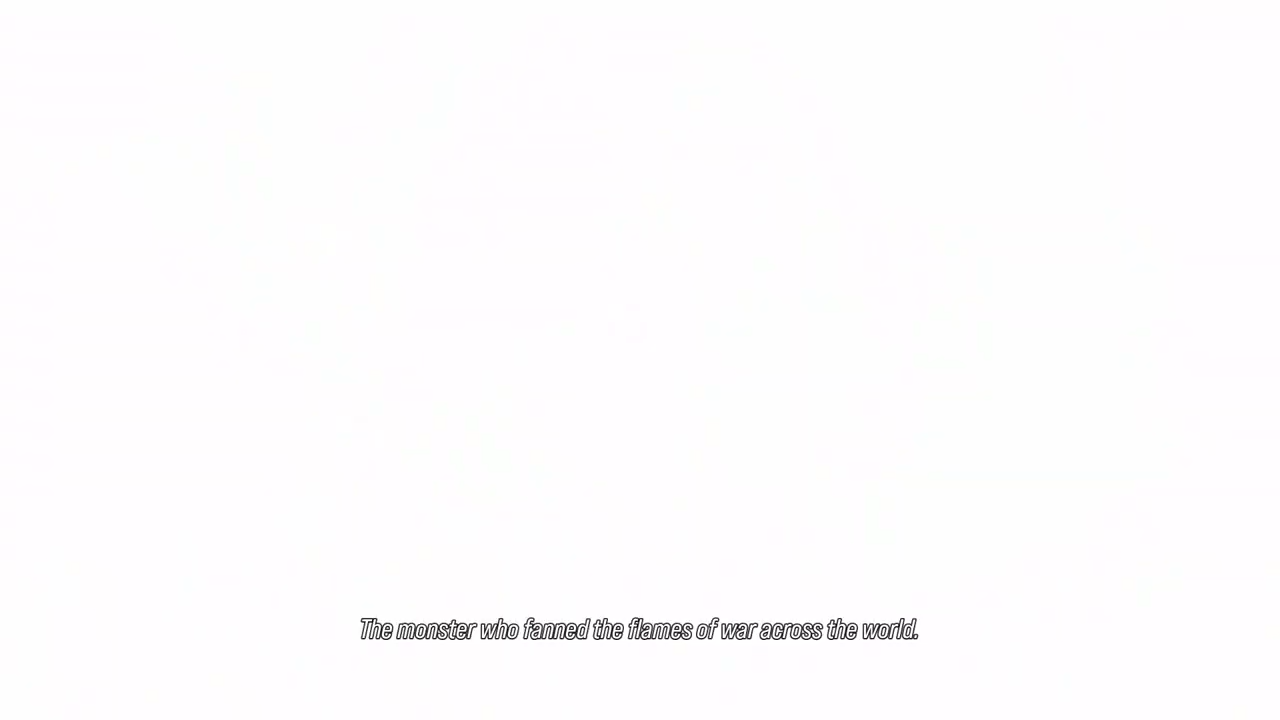 The monster who fanned the flames of war across the world.